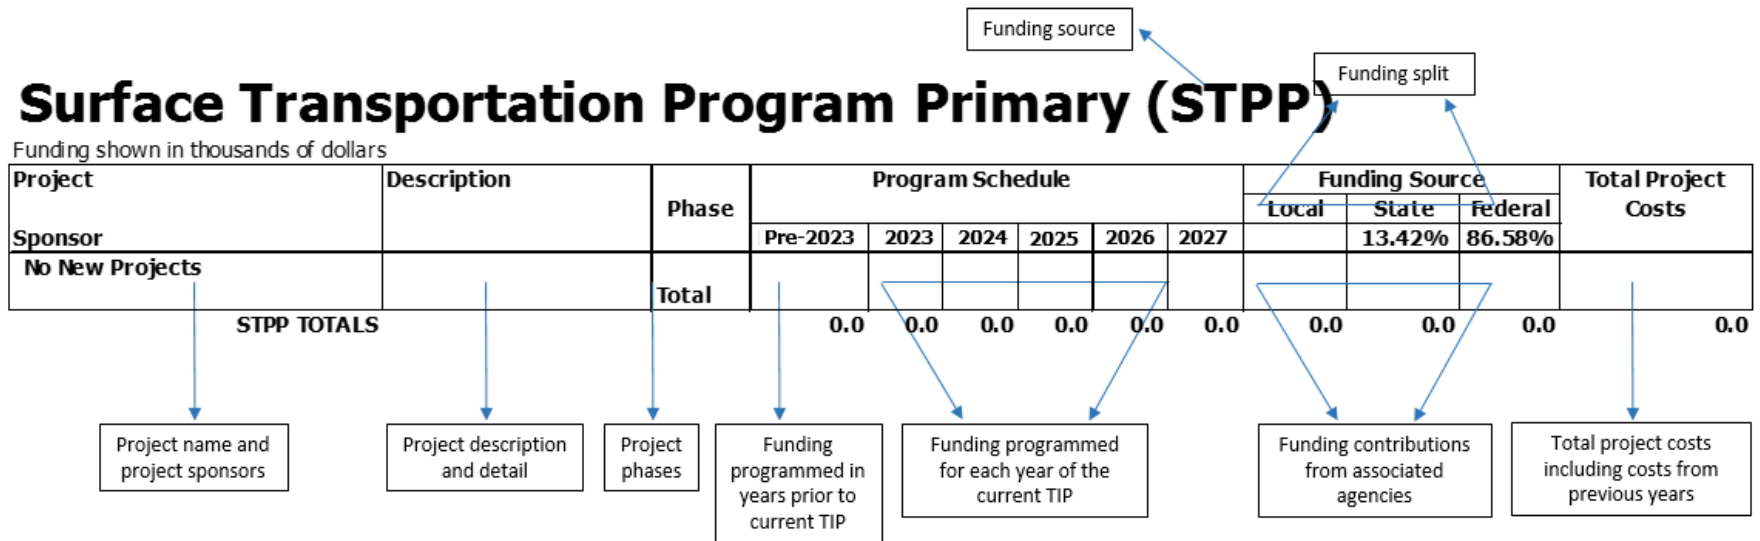 Funding source
Funding split
Surface Transportation Program Primary (STPP)
Funding shown in thousands of dollars
Project Description Program Schedule Funding Source Total Project
Phase Local State Federal Costs
Sponsor Pre-2023 2023 2024 2025 2026 2027 13.42% 86.58%
No New Projects
Total
STPP TOTALS 0.0 0.0 0.0 0.0 0.0 0.0 0.0 0.0 0.0 0.0
Project name and
project sponsors
Project description
and detail
Project
phases
Funding
programmed in
years prior to
current TIP
Funding programmed
for each year of the
current TIP
Funding contributions
from associated
agencies
Total project costs
including costs from
previous years